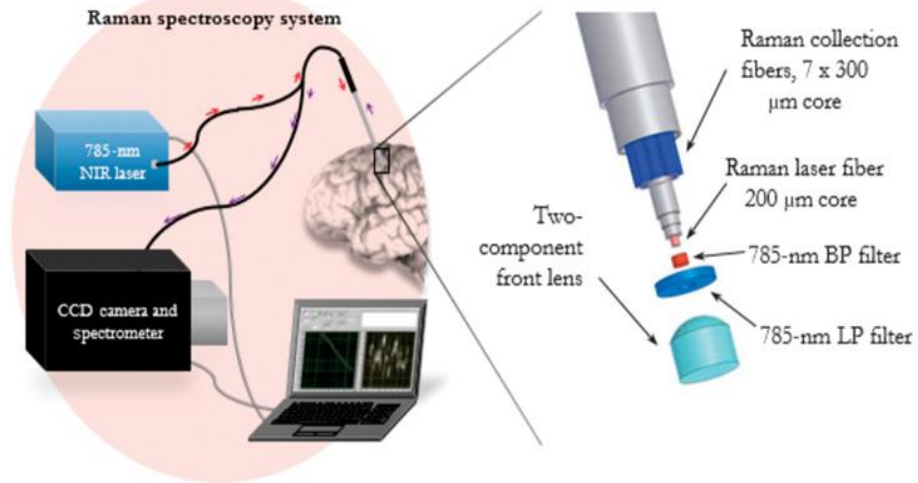 Raman spectroscopy system
785-nm
NIR laser
CCD camera and
spectrometer
Raman collection
fibers, 7 x 300
μm core
Raman laser fiber
200 μm core
Two-
component
front lens
785-nm BP filter
785-nm LP filter